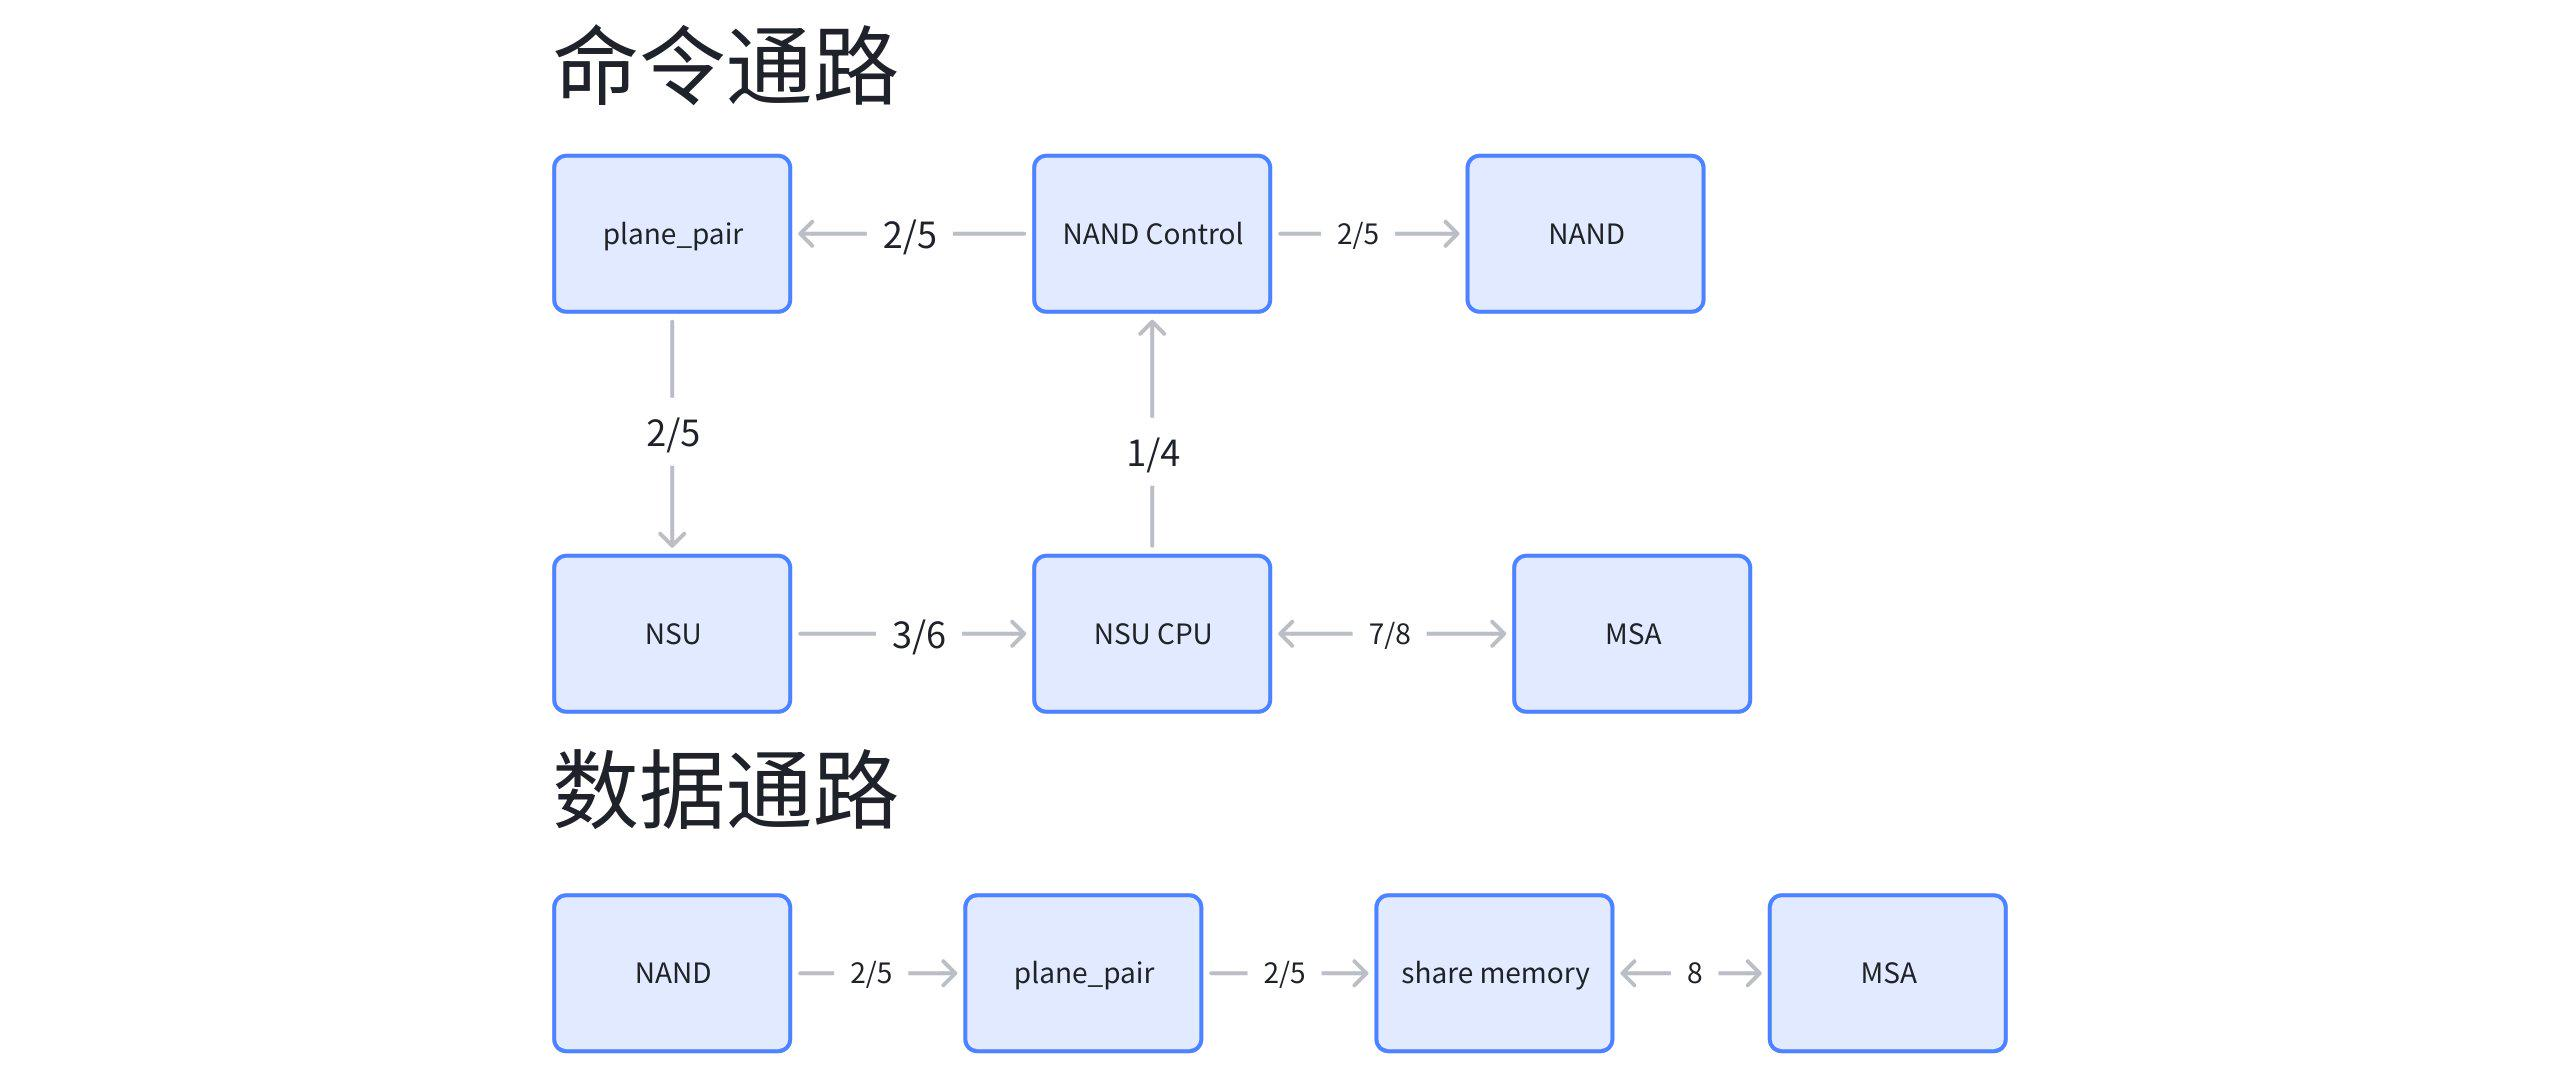 命令通路
plane_pair
2/5
NAND Control
2/5
NAND
2/5
1/4
NSU
3/6
NSU CPU
7/8
MSA
数据通路
NAND
2/5
plane_pair
2/5
share memory
8
MSA